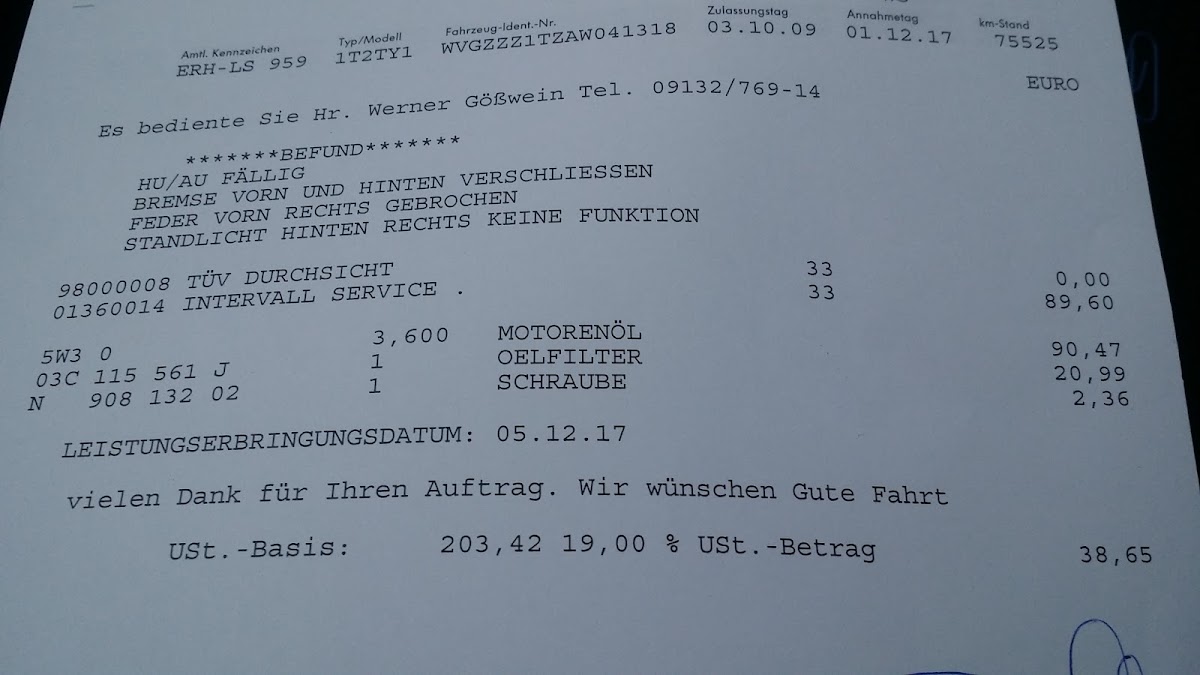 Amtl. Kennzeichen Typ/Modell Fahrzeug-Ident.-Nr. Zulassungstag Annahmetag km-Stand
ERH-LS 959 1T2TY1 WVGZZZ1TZAW041318 03.10.09 01.12.17 75525
EURO
Es bediente Sie Hr. Werner Gößwein Tel. 09132/769-14
*******BEFUND*******
HU/AU FÄLLIG
BREMSE VORN UND HINTEN VERSCHLIESSEN
FEDER VORN RECHTS GEBROCHEN
STANDLICHT HINTEN RECHTS KEINE FUNKTION
98000008 TÜV DURCHSICHT 33 0,00
01360014 INTERVALL SERVICE . 33 89,60
5W3 0 3,600 MOTORENÖL 90,47
03C 115 561 J 1 OELFILTER 20,99
N 908 132 02 1 SCHRAUBE 2,36
LEISTUNGSERBRINGUNGSDATUM: 05.12.17
vielen Dank für Ihren Auftrag. Wir wünschen Gute Fahrt
USt.-Basis: 203,42 19,00 % USt.-Betrag 38,65